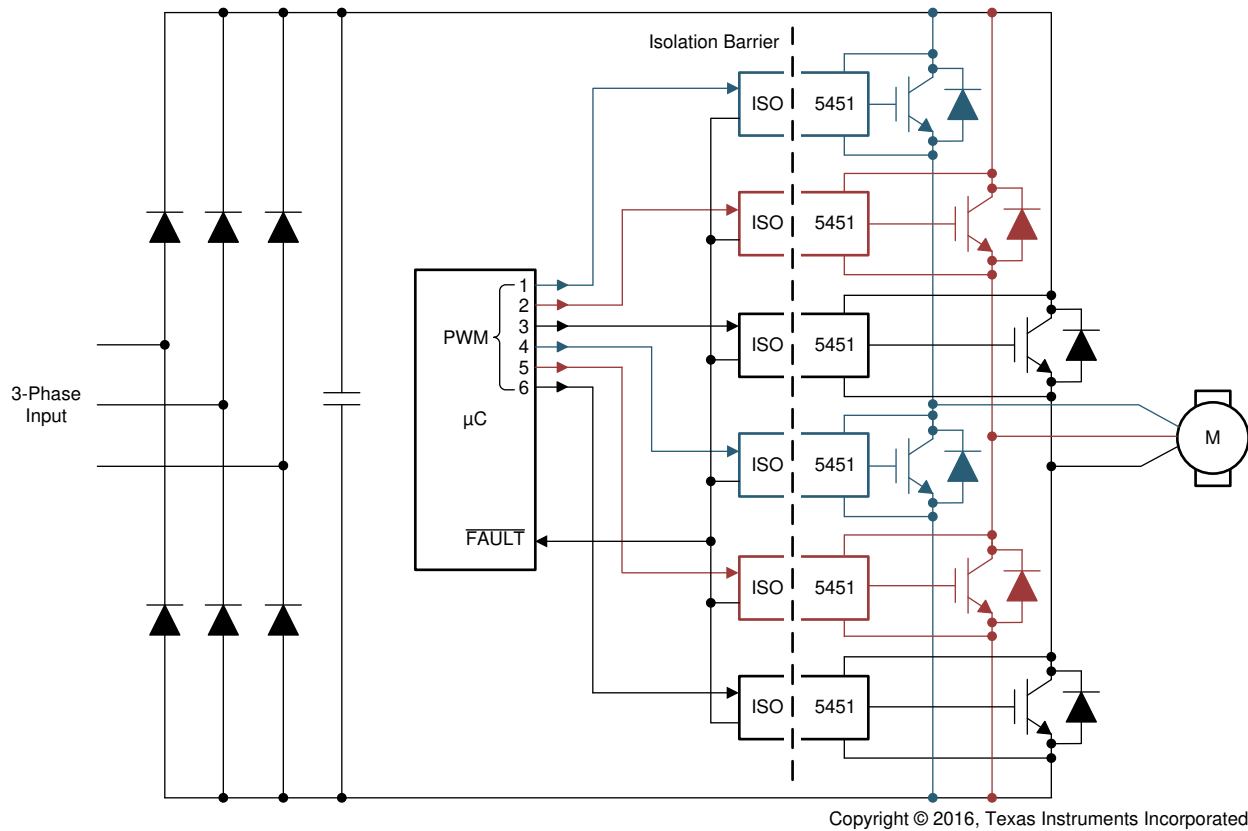 Isolation Barrier
ISO 5451
ISO 5451
1
2
3
PWM
4
5
6
ISO 5451
3-Phase
Input
µC
M
ISO 5451
FAULT
ISO 5451
ISO 5451
Copyright © 2016, Texas Instruments Incorporated